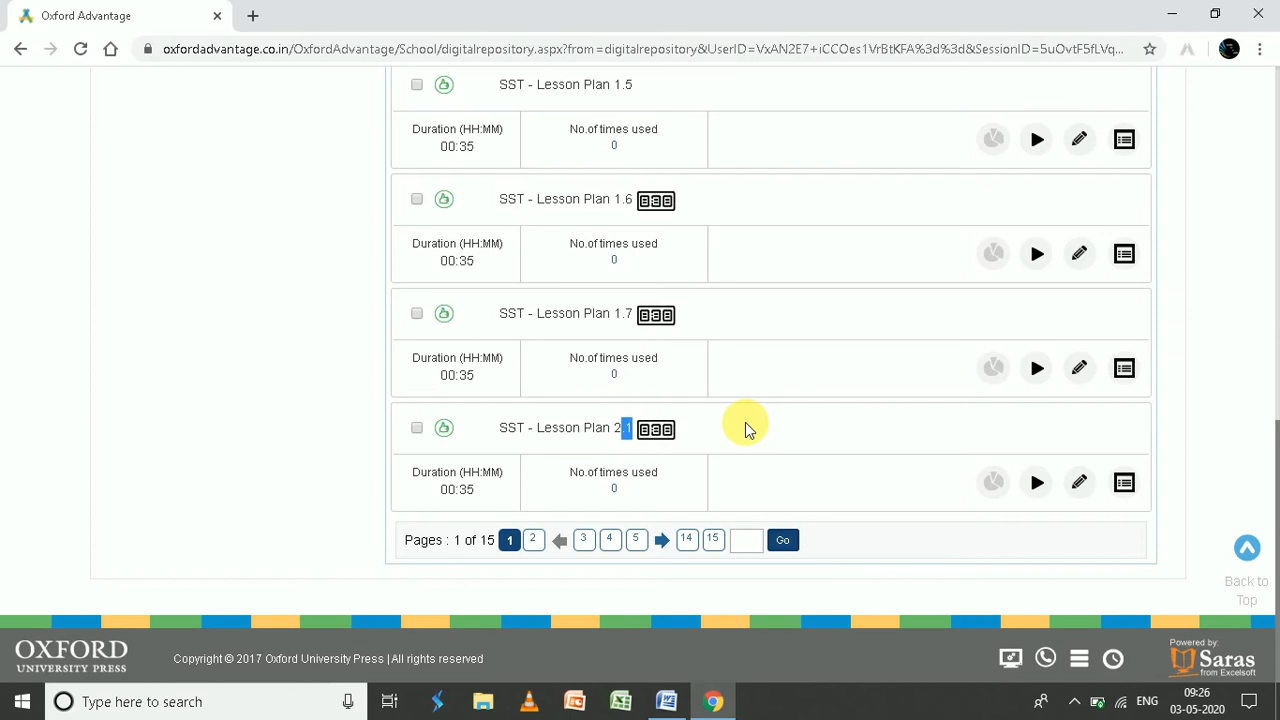 Oxford Advantage
oxfordadvantage.co.in/OxfordAdvantage/School/digitalrepository.aspx?from=digitalrepository&UserID=VxAN2E7+iCCOes1VrBtKFA%3d%3d&SessionID=5uOvtF5fLVq...
SST - Lesson Plan 1.5
Duration (HH:MM)
00:35
No.of times used
0
SST - Lesson Plan 1.6
Duration (HH:MM)
00:35
No.of times used
0
SST - Lesson Plan 1.7
Duration (HH:MM)
00:35
No.of times used
0
SST - Lesson Plan 2.1
Duration (HH:MM)
00:35
No.of times used
0
Pages : 1 of 15 1 2 3 4 5 14 15 Go
Back to
Top
OXFORD
UNIVERSITY PRESS
Copyright © 2017 Oxford University Press | All rights reserved
Powered by:
Saras
from Excelsoft
Type here to search
ENG
09:26
03-05-2020